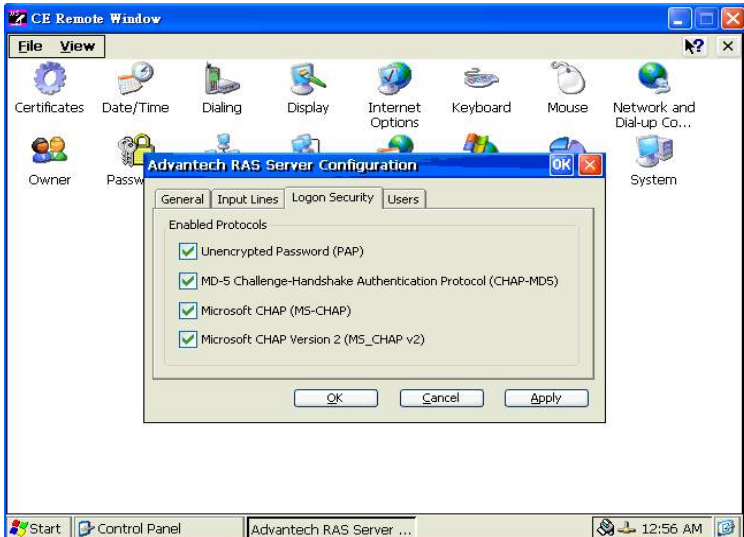 CE Remote Window
File View
Certificates Date/Time Dialing Display Internet Options Keyboard Mouse Network and Dial-up Co...
Owner Passw System
Advantech RAS Server Configuration OK
General Input Lines Logon Security Users
Enabled Protocols
Unencrypted Password (PAP)
MD-5 Challenge-Handshake Authentication Protocol (CHAP-MD5)
Microsoft CHAP (MS-CHAP)
Microsoft CHAP Version 2 (MS_CHAP v2)
OK Cancel Apply
Start Control Panel Advantech RAS Server ... 12:56 AM